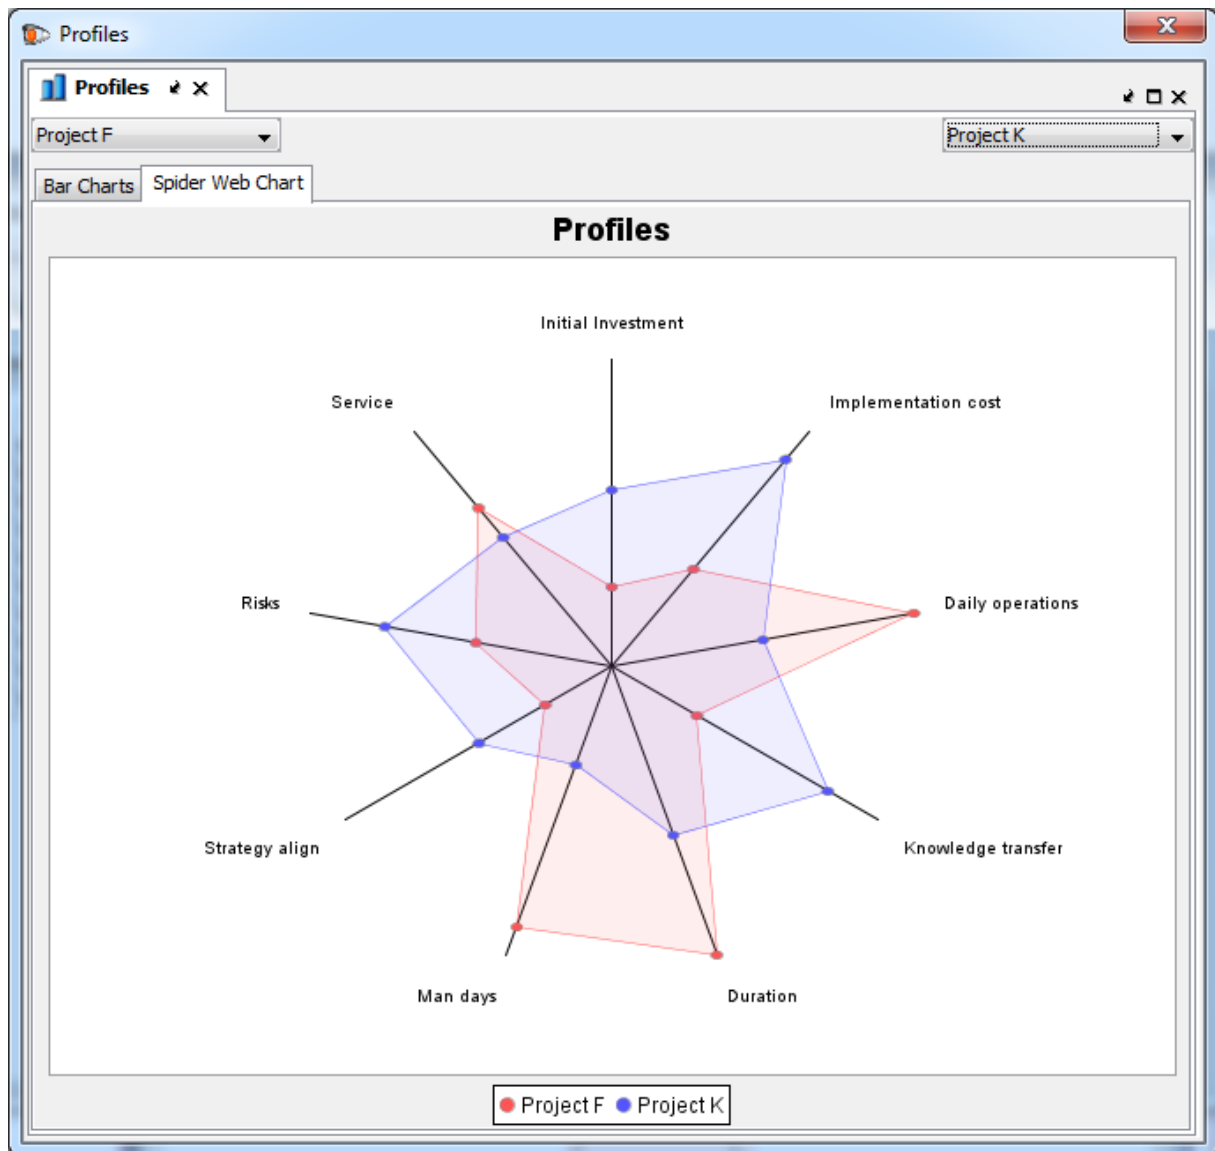 Profiles
Profiles
Project F
Project K
Bar Charts
Spider Web Chart
Profiles
Initial Investment
Service
Implementation cost
Risks
Daily operations
Strategy align
Knowledge transfer
Man days
Duration
Project F
Project K